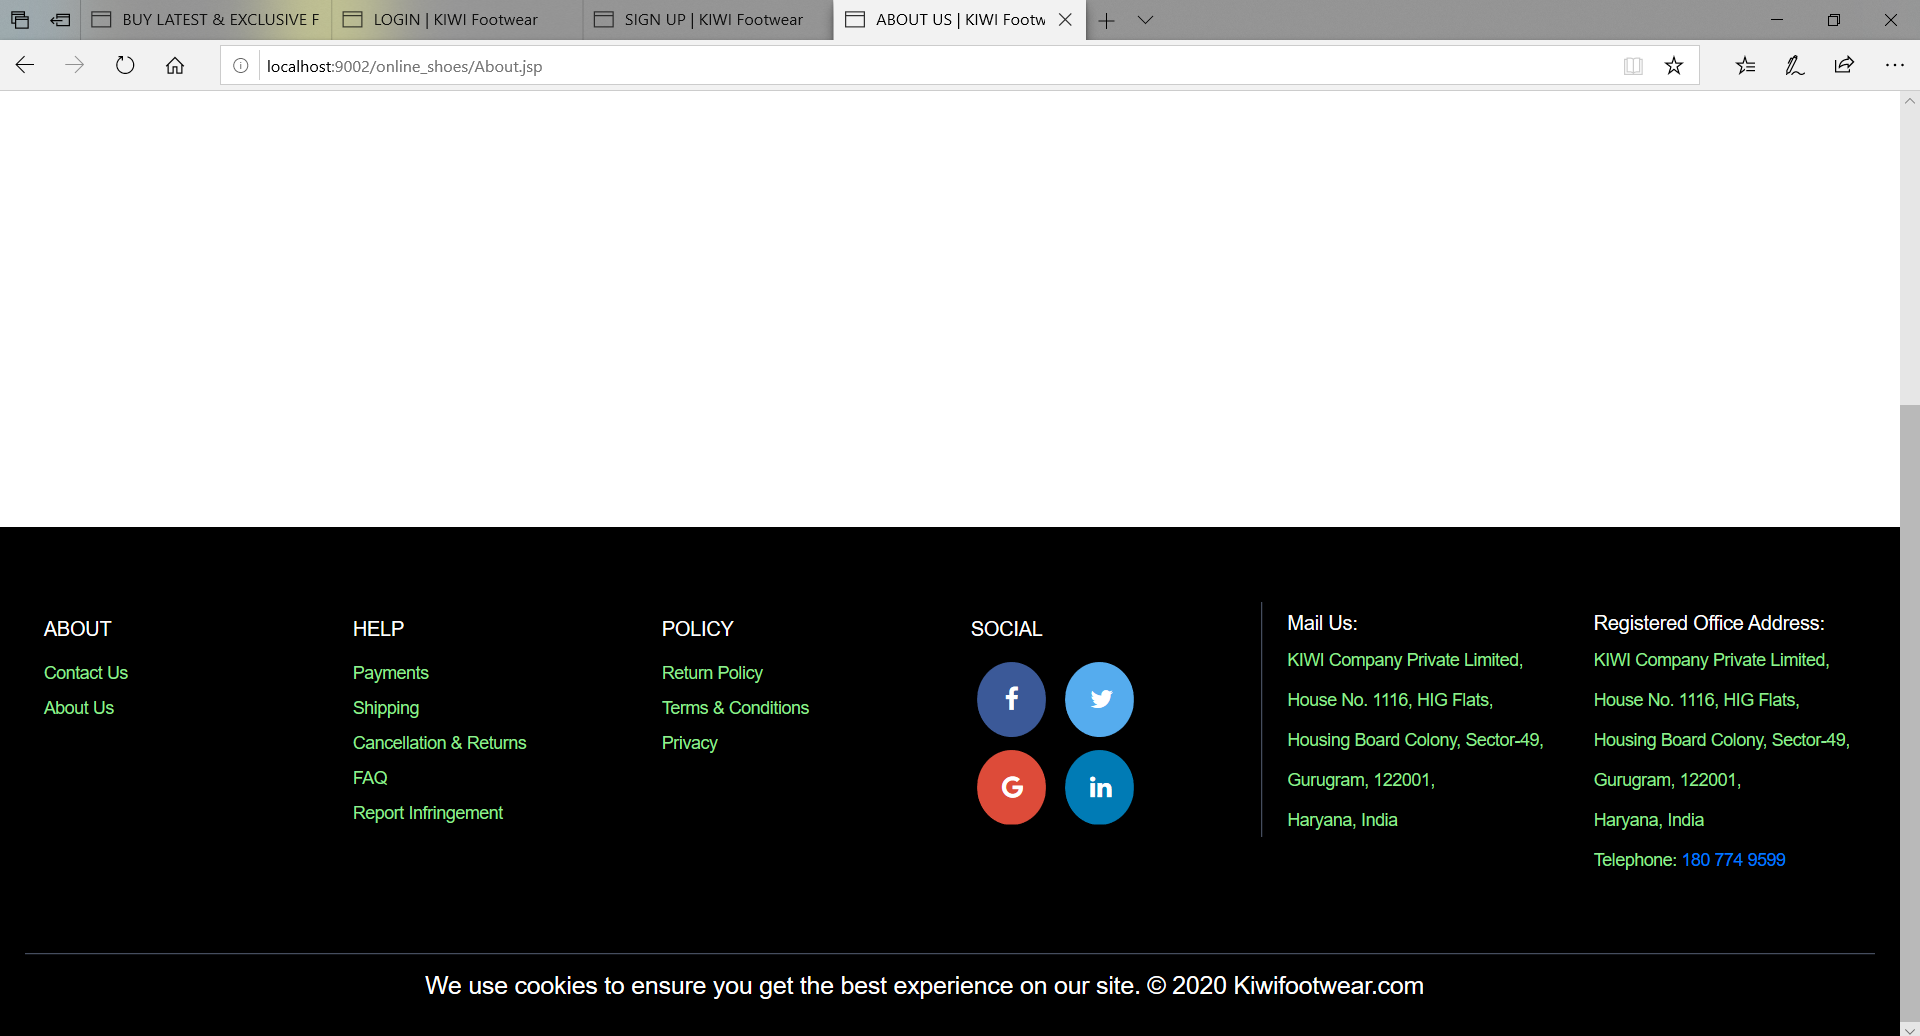 BUY LATEST & EXCLUSIVE F
LOGIN | KIWI Footwear
SIGN UP | KIWI Footwear
ABOUT US | KIWI Footw
localhost:9002/online_shoes/About.jsp
ABOUT
Contact Us
About Us
HELP
Payments
Shipping
Cancellation & Returns
FAQ
Report Infringement
POLICY
Return Policy
Terms & Conditions
Privacy
SOCIAL
f
G
in
Mail Us:
KIWI Company Private Limited,
House No. 1116, HIG Flats,
Housing Board Colony, Sector-49,
Gurugram, 122001,
Haryana, India
Registered Office Address:
KIWI Company Private Limited,
House No. 1116, HIG Flats,
Housing Board Colony, Sector-49,
Gurugram, 122001,
Haryana, India
Telephone: 180 774 9599
We use cookies to ensure you get the best experience on our site. © 2020 Kiwifootwear.com